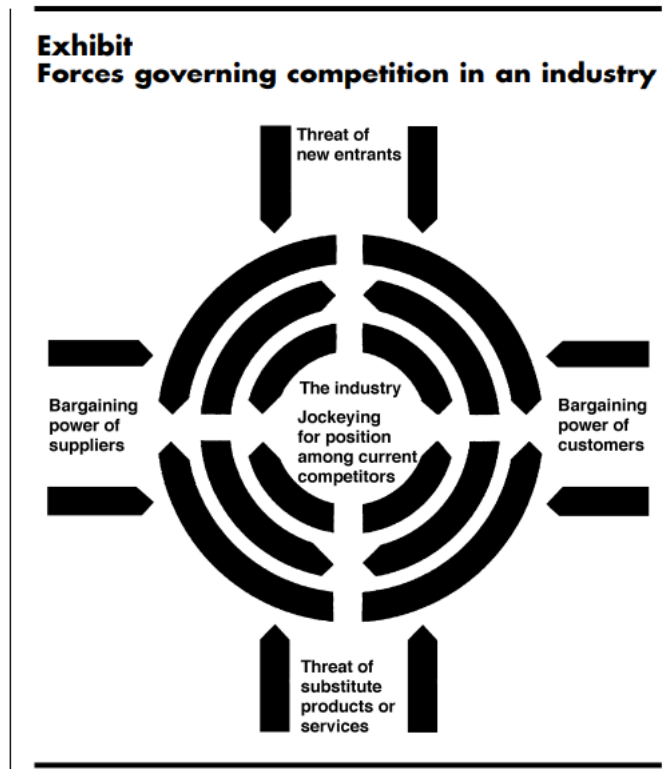 Exhibit
Forces governing competition in an industry
Threat of
new entrants
Bargaining
power of
suppliers
The industry
Jockeying
for position
among current
competitors
Bargaining
power of
customers
Threat of
substitute
products or
services